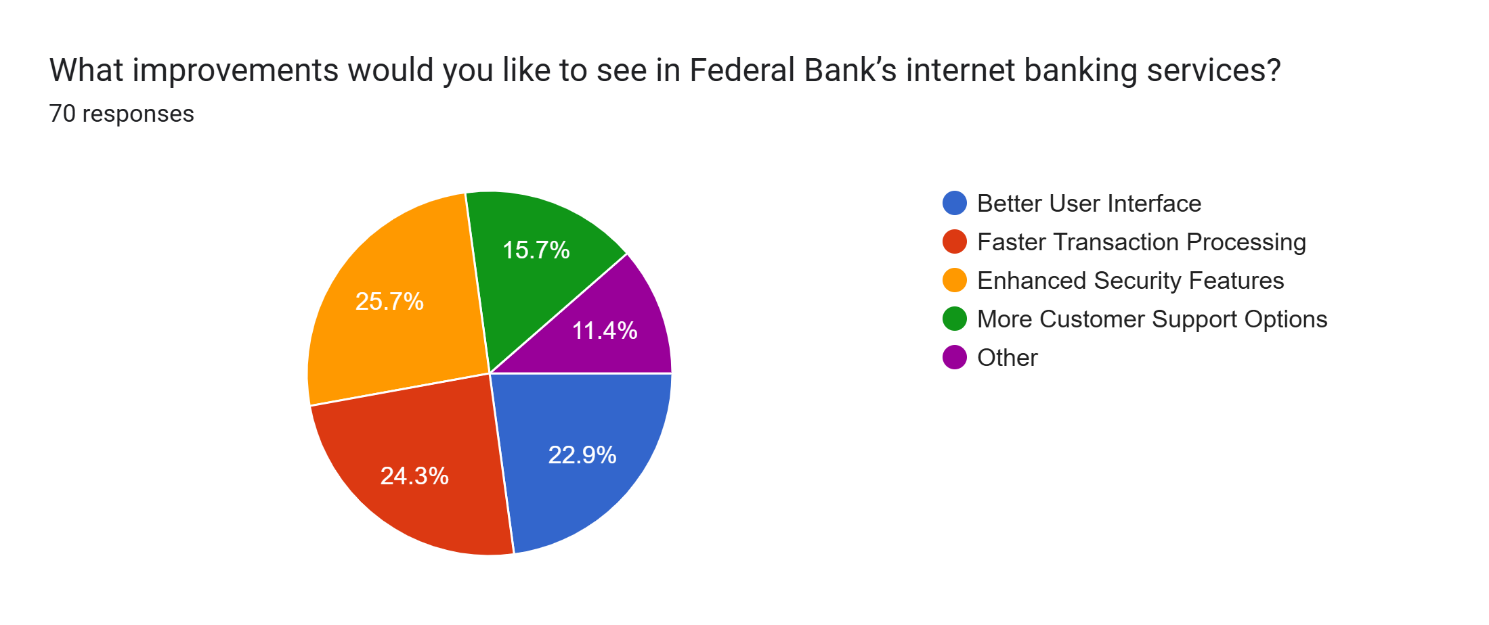 What improvements would you like to see in Federal Bank’s internet banking services?
70 responses
15.7%
25.7%
11.4%
22.9%
24.3%
Better User Interface
Faster Transaction Processing
Enhanced Security Features
More Customer Support Options
Other